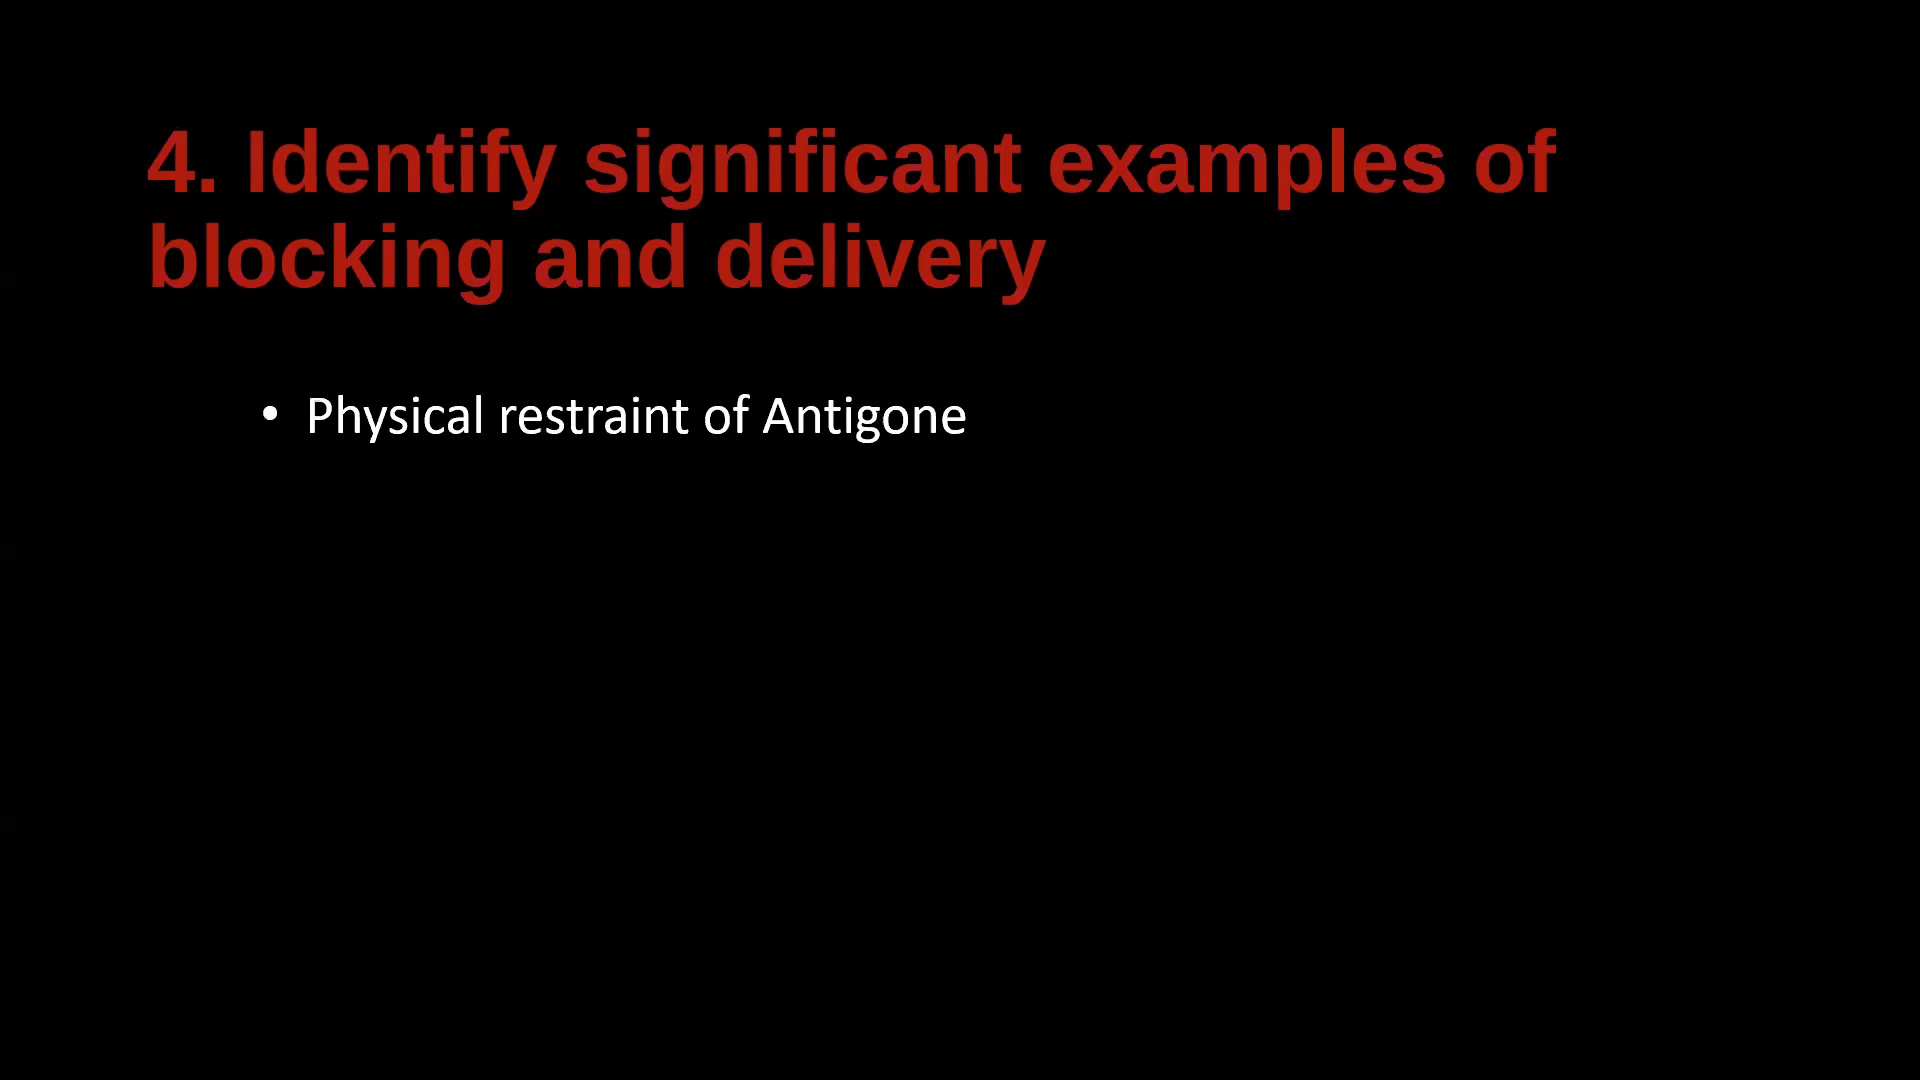 4. Identify significant examples of
blocking and delivery
• Physical restraint of Antigone